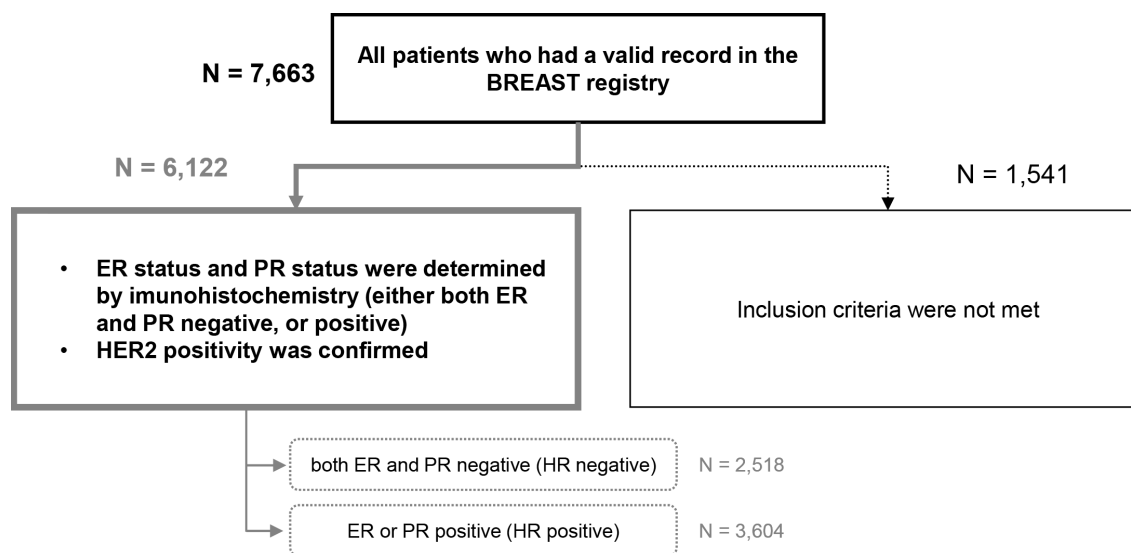 All patients who had a valid record in the
BREAST registry
N = 7,663
N = 6,122
N = 1,541
• ER status and PR status were determined
by imunohistochemistry (either both ER
and PR negative, or positive)
• HER2 positivity was confirmed
Inclusion criteria were not met
both ER and PR negative (HR negative)
N = 2,518
ER or PR positive (HR positive)
N = 3,604